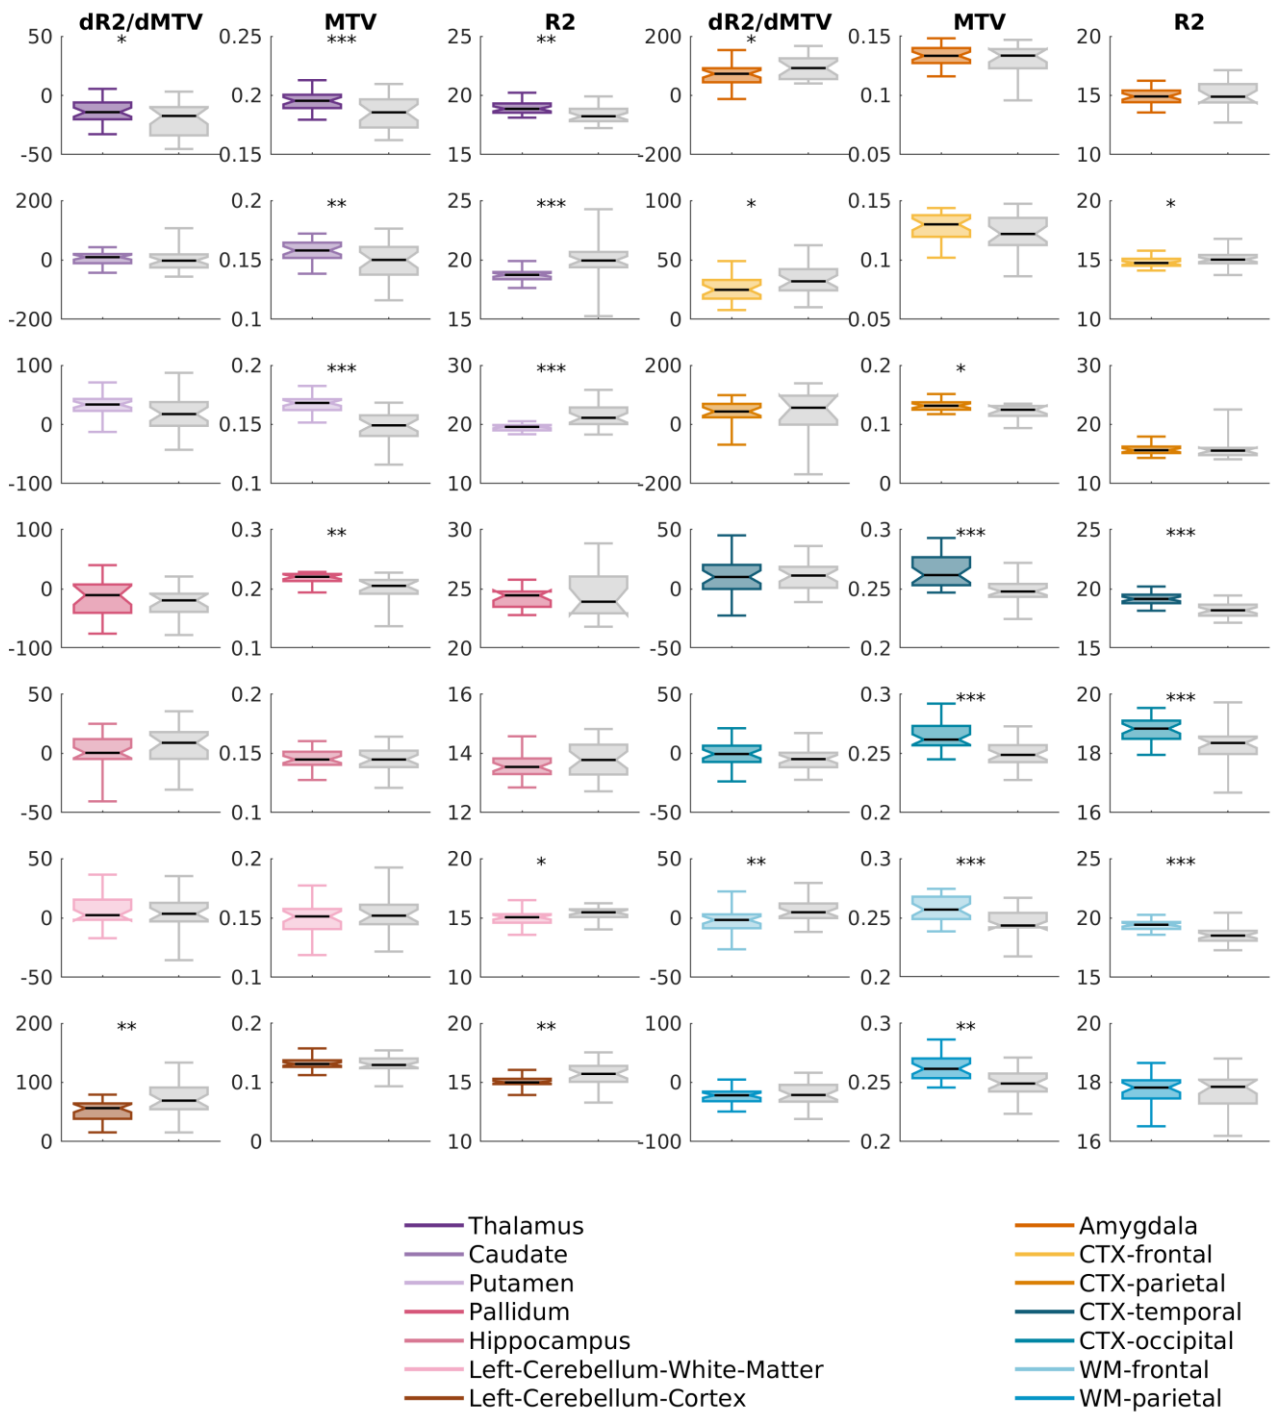 dR2/dMTV MTV R2 dR2/dMTV MTV R2
50 * 0.25 *** 25 ** 200 * 0.15 20
0 0.2 20 0 0.1 15
-50 0.15 15 -200 0.05 10
200 0.2 ** 25 *** 100 * 0.15 20 *
0 0.15 20 50 0.1 15
-200 0.1 15 0 0.05 10
100 0.2 *** 30 *** 200 0.2 * 30
0 0.15 20 0 0.1 20
-100 0.1 10 -200 0 10
100 0.3 ** 30 50 0.3 *** 25 ***
0 0.2 25 0 0.25 20
-100 0.1 20 -50 0.2 15
50 0.2 16 50 0.3 *** 20 ***
0 0.15 14 0 0.25 18
-50 0.1 12 -50 0.2 16
50 0.2 20 * 50 ** 0.3 *** 25 ***
0 0.15 15 0 0.25 20
-50 0.1 10 -50 0.2 15
200 ** 0.2 20 ** 100 0.3 ** 20
100 0.1 15 0 0.25 18
0 0 10 -100 0.2 16
Thalamus
Caudate
Putamen
Pallidum
Hippocampus
Left-Cerebellum-White-Matter
Left-Cerebellum-Cortex
Amygdala
CTX-frontal
CTX-parietal
CTX-temporal
CTX-occipital
WM-frontal
WM-parietal